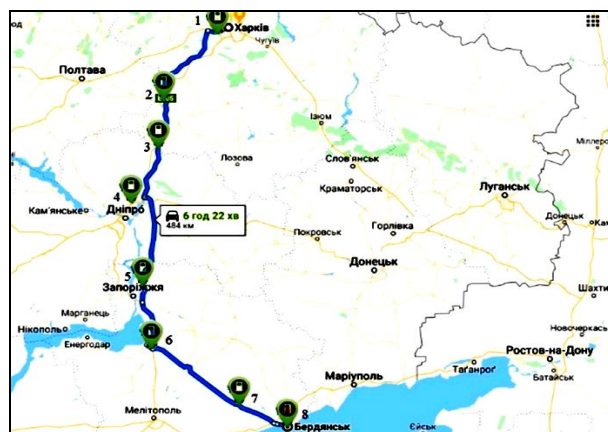 1
Харків
Чугуїв
Полтава
2
Ізюм
3
Лозова
Слов'янськ
Краматорськ
Луганськ
4
Дніпро
Кам'янське
6 год 22 хв
484 км
Покровськ
Горлівка
Донецьк
Донецьк
5
Запоріжжя
Шахти
Марганець
Нікополь
Енергодар
6
Новочеркась
Ростов-на-Дону
Батайськ
Таґанроґ
Маріуполь
7
8
Мелітополь
Бердянськ
Єйськ